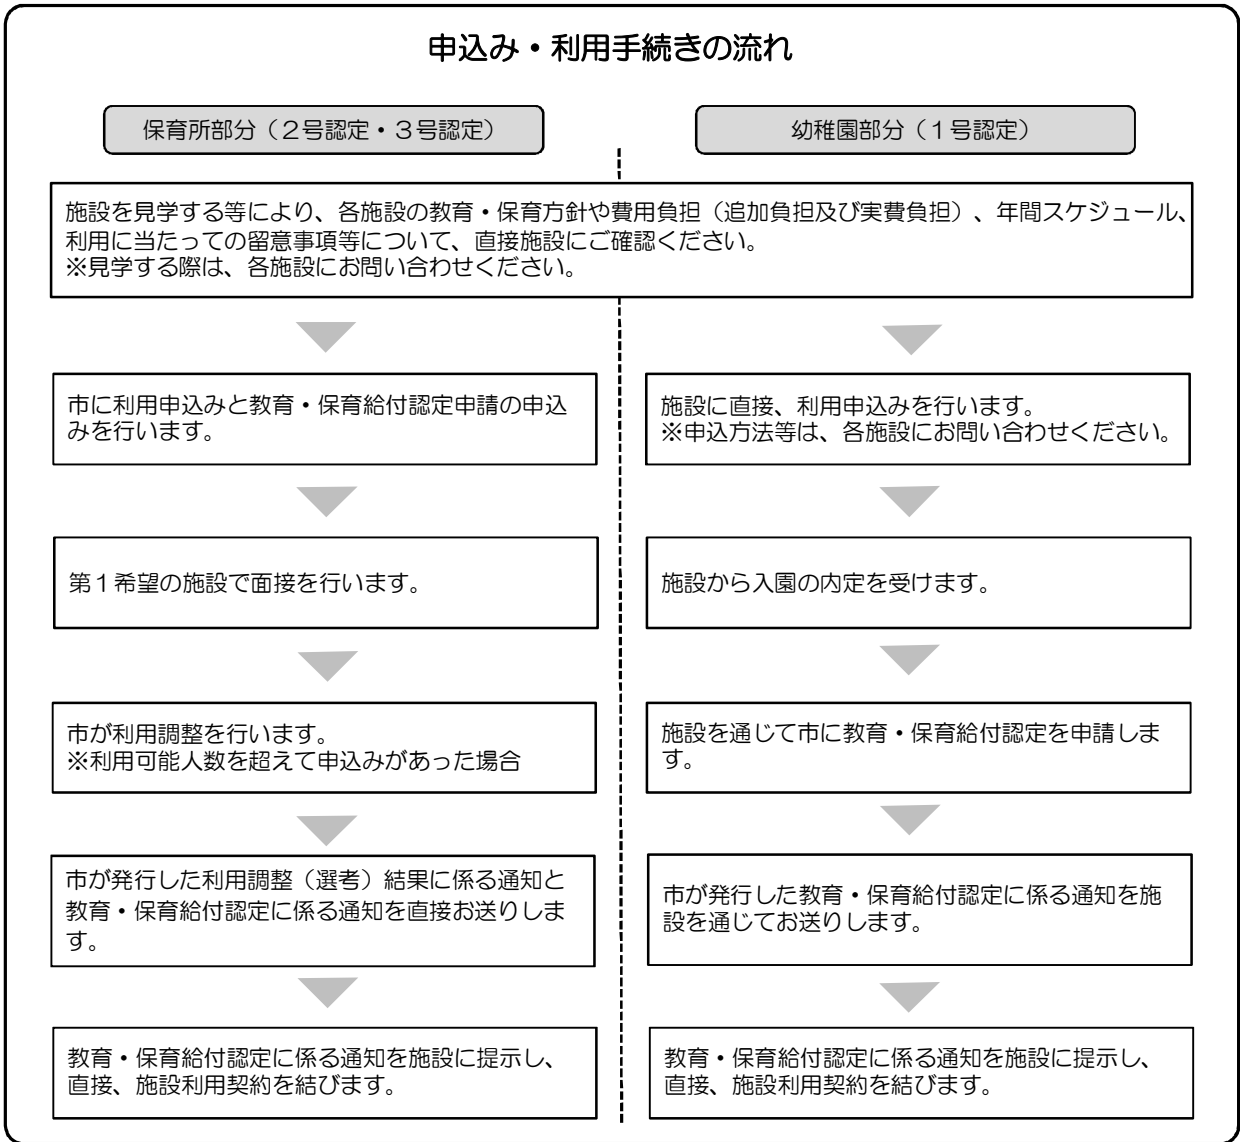 申込み・利用手続きの流れ
保育所部分（２号認定・３号認定）
幼稚園部分（１号認定）
施設を見学する等により、各施設の教育・保育方針や費用負担（追加負担及び実費負担）、年間スケジュール、
利用に当たっての留意事項等について、直接施設にご確認ください。
※見学する際は、各施設にお問い合わせください。
市に利用申込みと教育・保育給付認定申請の申込
みを行います。
第１希望の施設で面接を行います。
市が利用調整を行います。
※利用可能人数を超えて申込みがあった場合
市が発行した利用調整（選考）結果に係る通知と
教育・保育給付認定に係る通知を直接お送りしま
す。
教育・保育給付認定に係る通知を施設に提示し、
直接、施設利用契約を結びます。
施設に直接、利用申込みを行います。
※申込方法等は、各施設にお問い合わせください。
施設から入園の内定を受けます。
施設を通じて市に教育・保育給付認定を申請しま
す。
市が発行した教育・保育給付認定に係る通知を施
設を通じてお送りします。
教育・保育給付認定に係る通知を施設に提示し、
直接、施設利用契約を結びます。